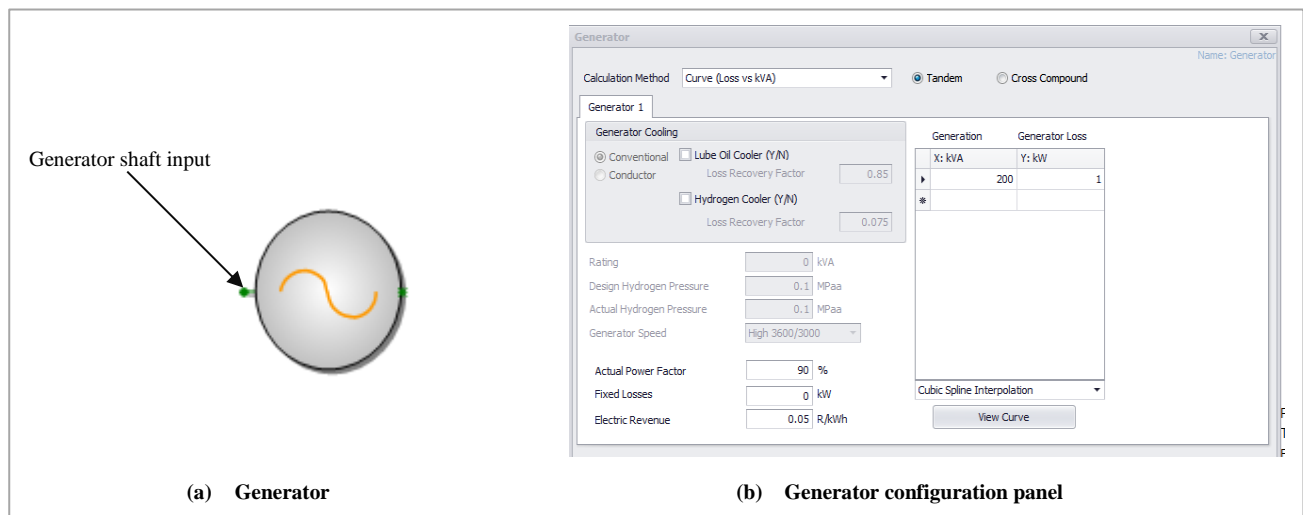 Generator shaft input
(a) Generator
Generator
Name: Generator
Calculation Method Curve (Loss vs kVA) Tandem Cross Compound
Generator 1
Generator Cooling
Conventional Lube Oil Cooler (Y/N)
Conductor Loss Recovery Factor 0.85
Hydrogen Cooler (Y/N)
Loss Recovery Factor 0.075
Rating 0 kVA
Design Hydrogen Pressure 0.1 MPaa
Actual Hydrogen Pressure 0.1 MPaa
Generator Speed High 3600/3000
Actual Power Factor 90 %
Fixed Losses 0 kW
Electric Revenue 0.05 R/kWh
Generation Generator Loss
X: kVA Y: kW
200 1
Cubic Spline Interpolation
View Curve
(b) Generator configuration panel